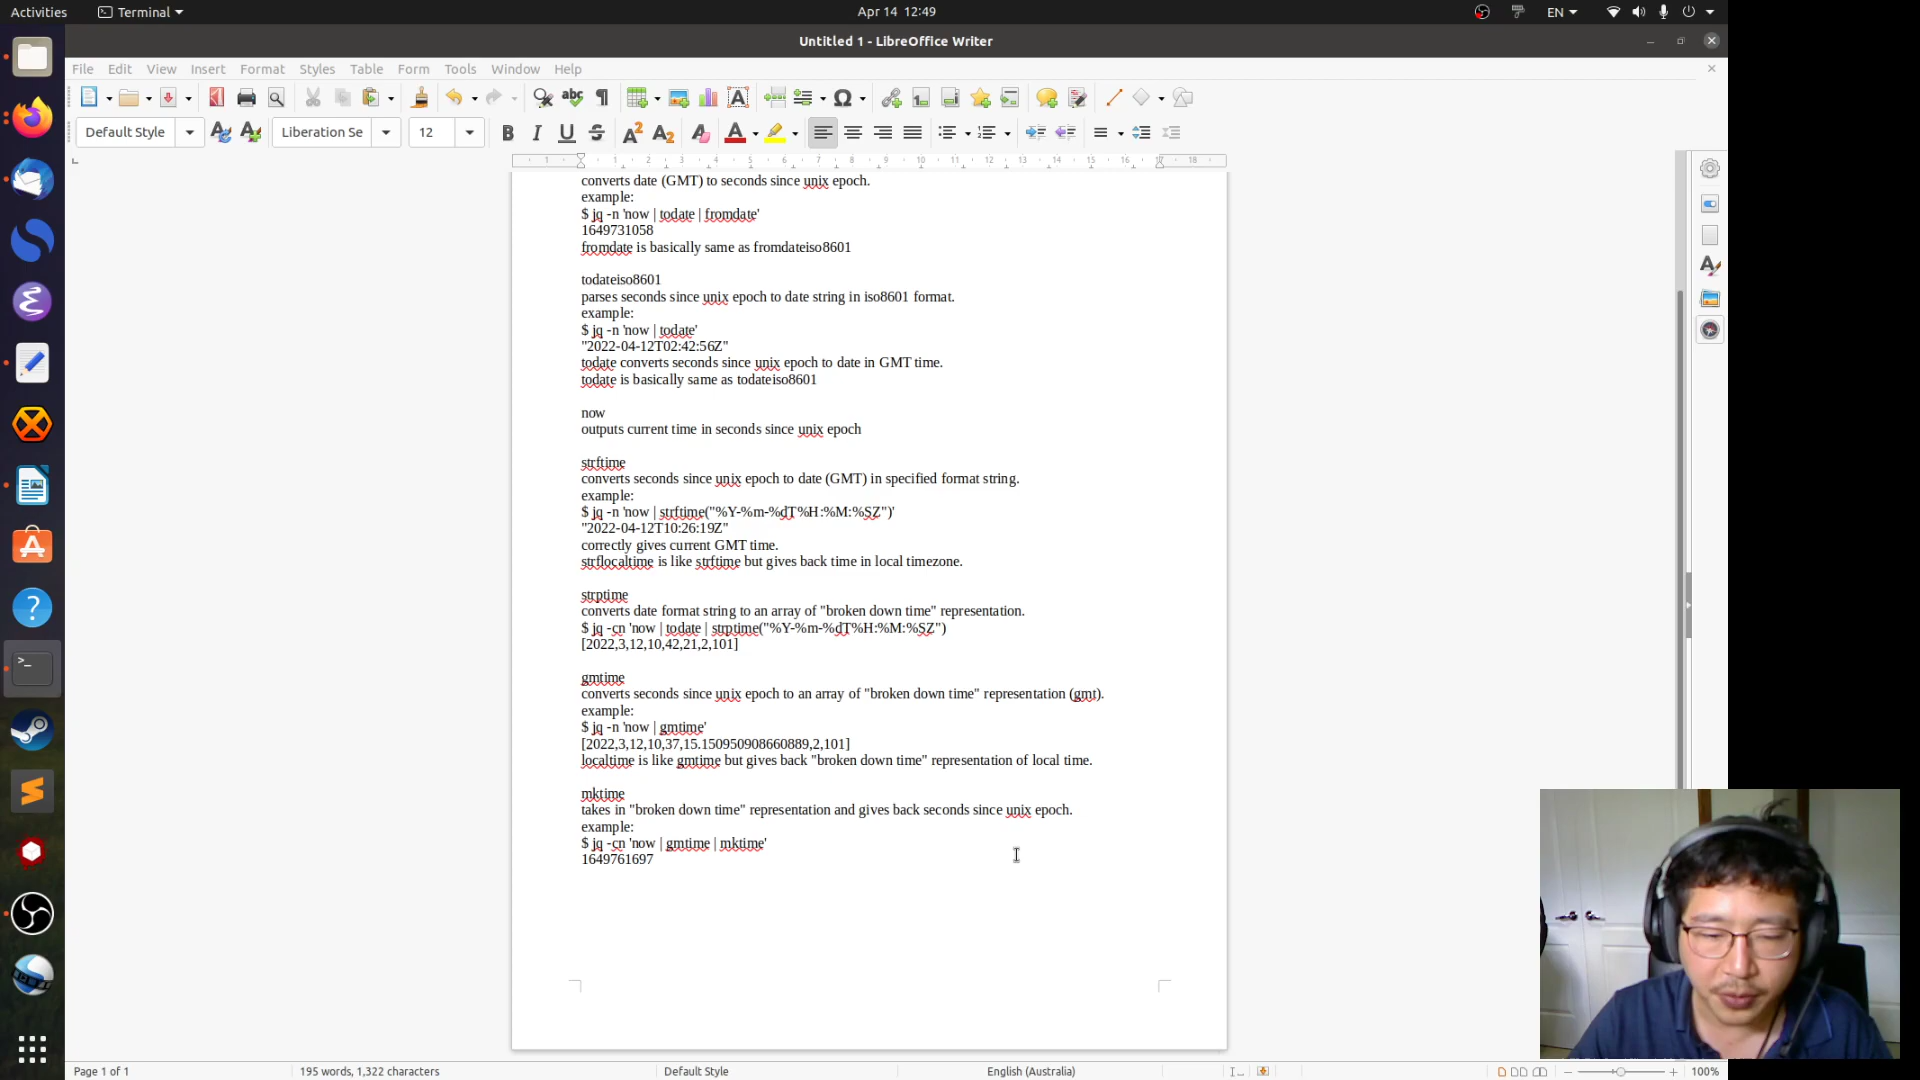 Activities
Terminal
Apr 14 12:49
EN
Untitled 1 - LibreOffice Writer
File Edit View Insert Format Styles Table Form Tools Window Help
Default Style
Liberation Se
12
converts date (GMT) to seconds since unix epoch.
example:
$ jq -n 'now | todate | fromdate'
1649731058
fromdate is basically same as fromdateiso8601
todateiso8601
parses seconds since unix epoch to date string in iso8601 format.
example:
$ jq -n 'now | todate'
"2022-04-12T02:42:56Z"
todate converts seconds since unix epoch to date in GMT time.
todate is basically same as todateiso8601
now
outputs current time in seconds since unix epoch
strftime
converts seconds since unix epoch to date (GMT) in specified format string.
example:
$ jq -n 'now | strftime("%Y-%m-%dT%H:%M:%SZ")'
"2022-04-12T10:26:19Z"
correctly gives current GMT time.
strflocaltime is like strftime but gives back time in local timezone.
strptime
converts date format string to an array of "broken down time" representation.
$ jq -cn 'now | todate | strptime("%Y-%m-%dT%H:%M:%SZ")
[2022,3,12,10,42,21,2,101]
gmtime
converts seconds since unix epoch to an array of "broken down time" representation (gmt).
example:
$ jq -n 'now | gmtime'
[2022,3,12,10,37,15.150950908660889,2,101]
localtime is like gmtime but gives back "broken down time" representation of local time.
mktime
takes in "broken down time" representation and gives back seconds since unix epoch.
example:
$ jq -cn 'now | gmtime | mktime'
1649761697
Page 1 of 1
195 words, 1,322 characters
Default Style
English (Australia)
100%